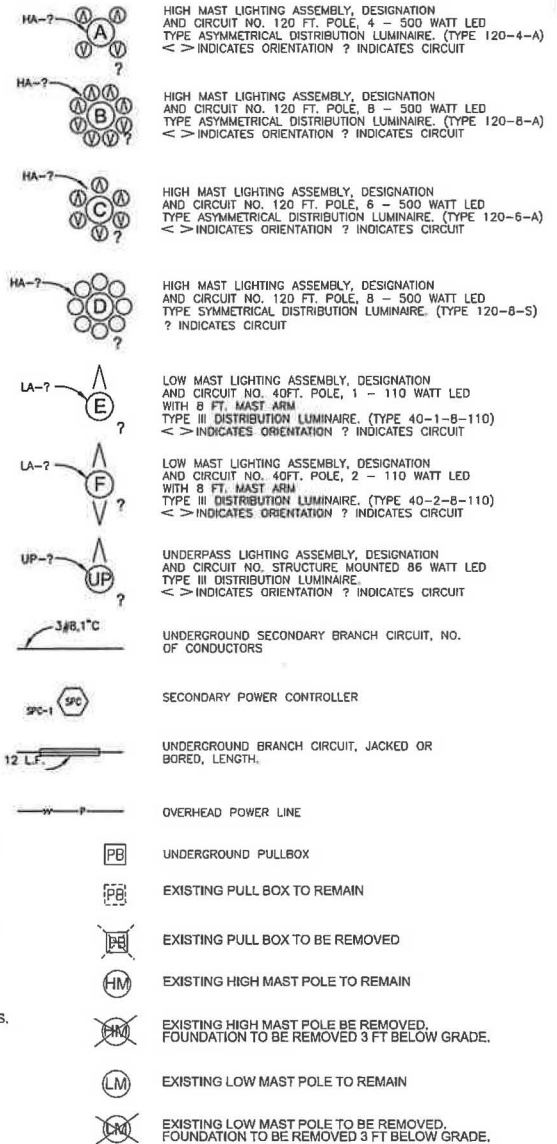 HA-?
A
?
HIGH MAST LIGHTING ASSEMBLY, DESIGNATION
AND CIRCUIT NO. 120 FT. POLE, 4 – 500 WATT LED
TYPE ASYMMETRICAL DISTRIBUTION LUMINAIRE. (TYPE 120-4-A)
< > INDICATES ORIENTATION ? INDICATES CIRCUIT
HA-?
B
?
HIGH MAST LIGHTING ASSEMBLY, DESIGNATION
AND CIRCUIT NO. 120 FT. POLE, 8 – 500 WATT LED
TYPE ASYMMETRICAL DISTRIBUTION LUMINAIRE. (TYPE 120-8-A)
< > INDICATES ORIENTATION ? INDICATES CIRCUIT
HA-?
C
?
HIGH MAST LIGHTING ASSEMBLY, DESIGNATION
AND CIRCUIT NO. 120 FT. POLE, 6 – 500 WATT LED
TYPE ASYMMETRICAL DISTRIBUTION LUMINAIRE. (TYPE 120-6-A)
< > INDICATES ORIENTATION ? INDICATES CIRCUIT
HA-?
D
?
HIGH MAST LIGHTING ASSEMBLY, DESIGNATION
AND CIRCUIT NO. 120 FT. POLE, 8 – 500 WATT LED
TYPE SYMMETRICAL DISTRIBUTION LUMINAIRE. (TYPE 120-8-S)
? INDICATES CIRCUIT
LA-?
E
?
LOW MAST LIGHTING ASSEMBLY, DESIGNATION
AND CIRCUIT NO. 40FT. POLE, 1 – 110 WATT LED
WITH 8 FT. MAST ARM
TYPE III DISTRIBUTION LUMINAIRE. (TYPE 40-1-8-110)
< > INDICATES ORIENTATION ? INDICATES CIRCUIT
LA-?
F
?
LOW MAST LIGHTING ASSEMBLY, DESIGNATION
AND CIRCUIT NO. 40FT. POLE, 2 – 110 WATT LED
WITH 8 FT. MAST ARM
TYPE III DISTRIBUTION LUMINAIRE. (TYPE 40-2-8-110)
< > INDICATES ORIENTATION ? INDICATES CIRCUIT
UP-?
UP
?
UNDERPASS LIGHTING ASSEMBLY, DESIGNATION
AND CIRCUIT NO. STRUCTURE MOUNTED 86 WATT LED
TYPE III DISTRIBUTION LUMINAIRE.
< > INDICATES ORIENTATION ? INDICATES CIRCUIT
3#8,1"C
UNDERGROUND SECONDARY BRANCH CIRCUIT, NO.
OF CONDUCTORS
SPC-1
SPC
SECONDARY POWER CONTROLLER
12 L.F.
UNDERGROUND BRANCH CIRCUIT, JACKED OR
BORED, LENGTH.
W P
OVERHEAD POWER LINE
PB
UNDERGROUND PULLBOX
PB
EXISTING PULL BOX TO REMAIN
PB
EXISTING PULL BOX TO BE REMOVED
HM
EXISTING HIGH MAST POLE TO REMAIN
S.
HM
EXISTING HIGH MAST POLE BE REMOVED.
FOUNDATION TO BE REMOVED 3 FT BELOW GRADE.
LM
EXISTING LOW MAST POLE TO REMAIN
LM
EXISTING LOW MAST POLE TO BE REMOVED.
FOUNDATION TO BE REMOVED 3 FT BELOW GRADE.